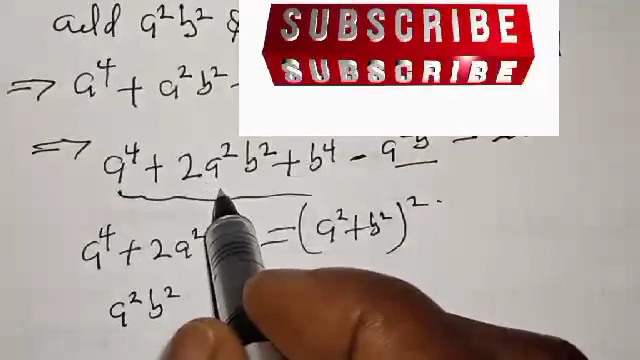 add a²b² &
SUBSCRIBE
SUBSCRIBE
⇒ a⁴ + a²b² -
⇒ a⁴ + 2a²b² + b⁴ - a²b² =
a⁴ + 2a² = (a² + b²)².
a²b²